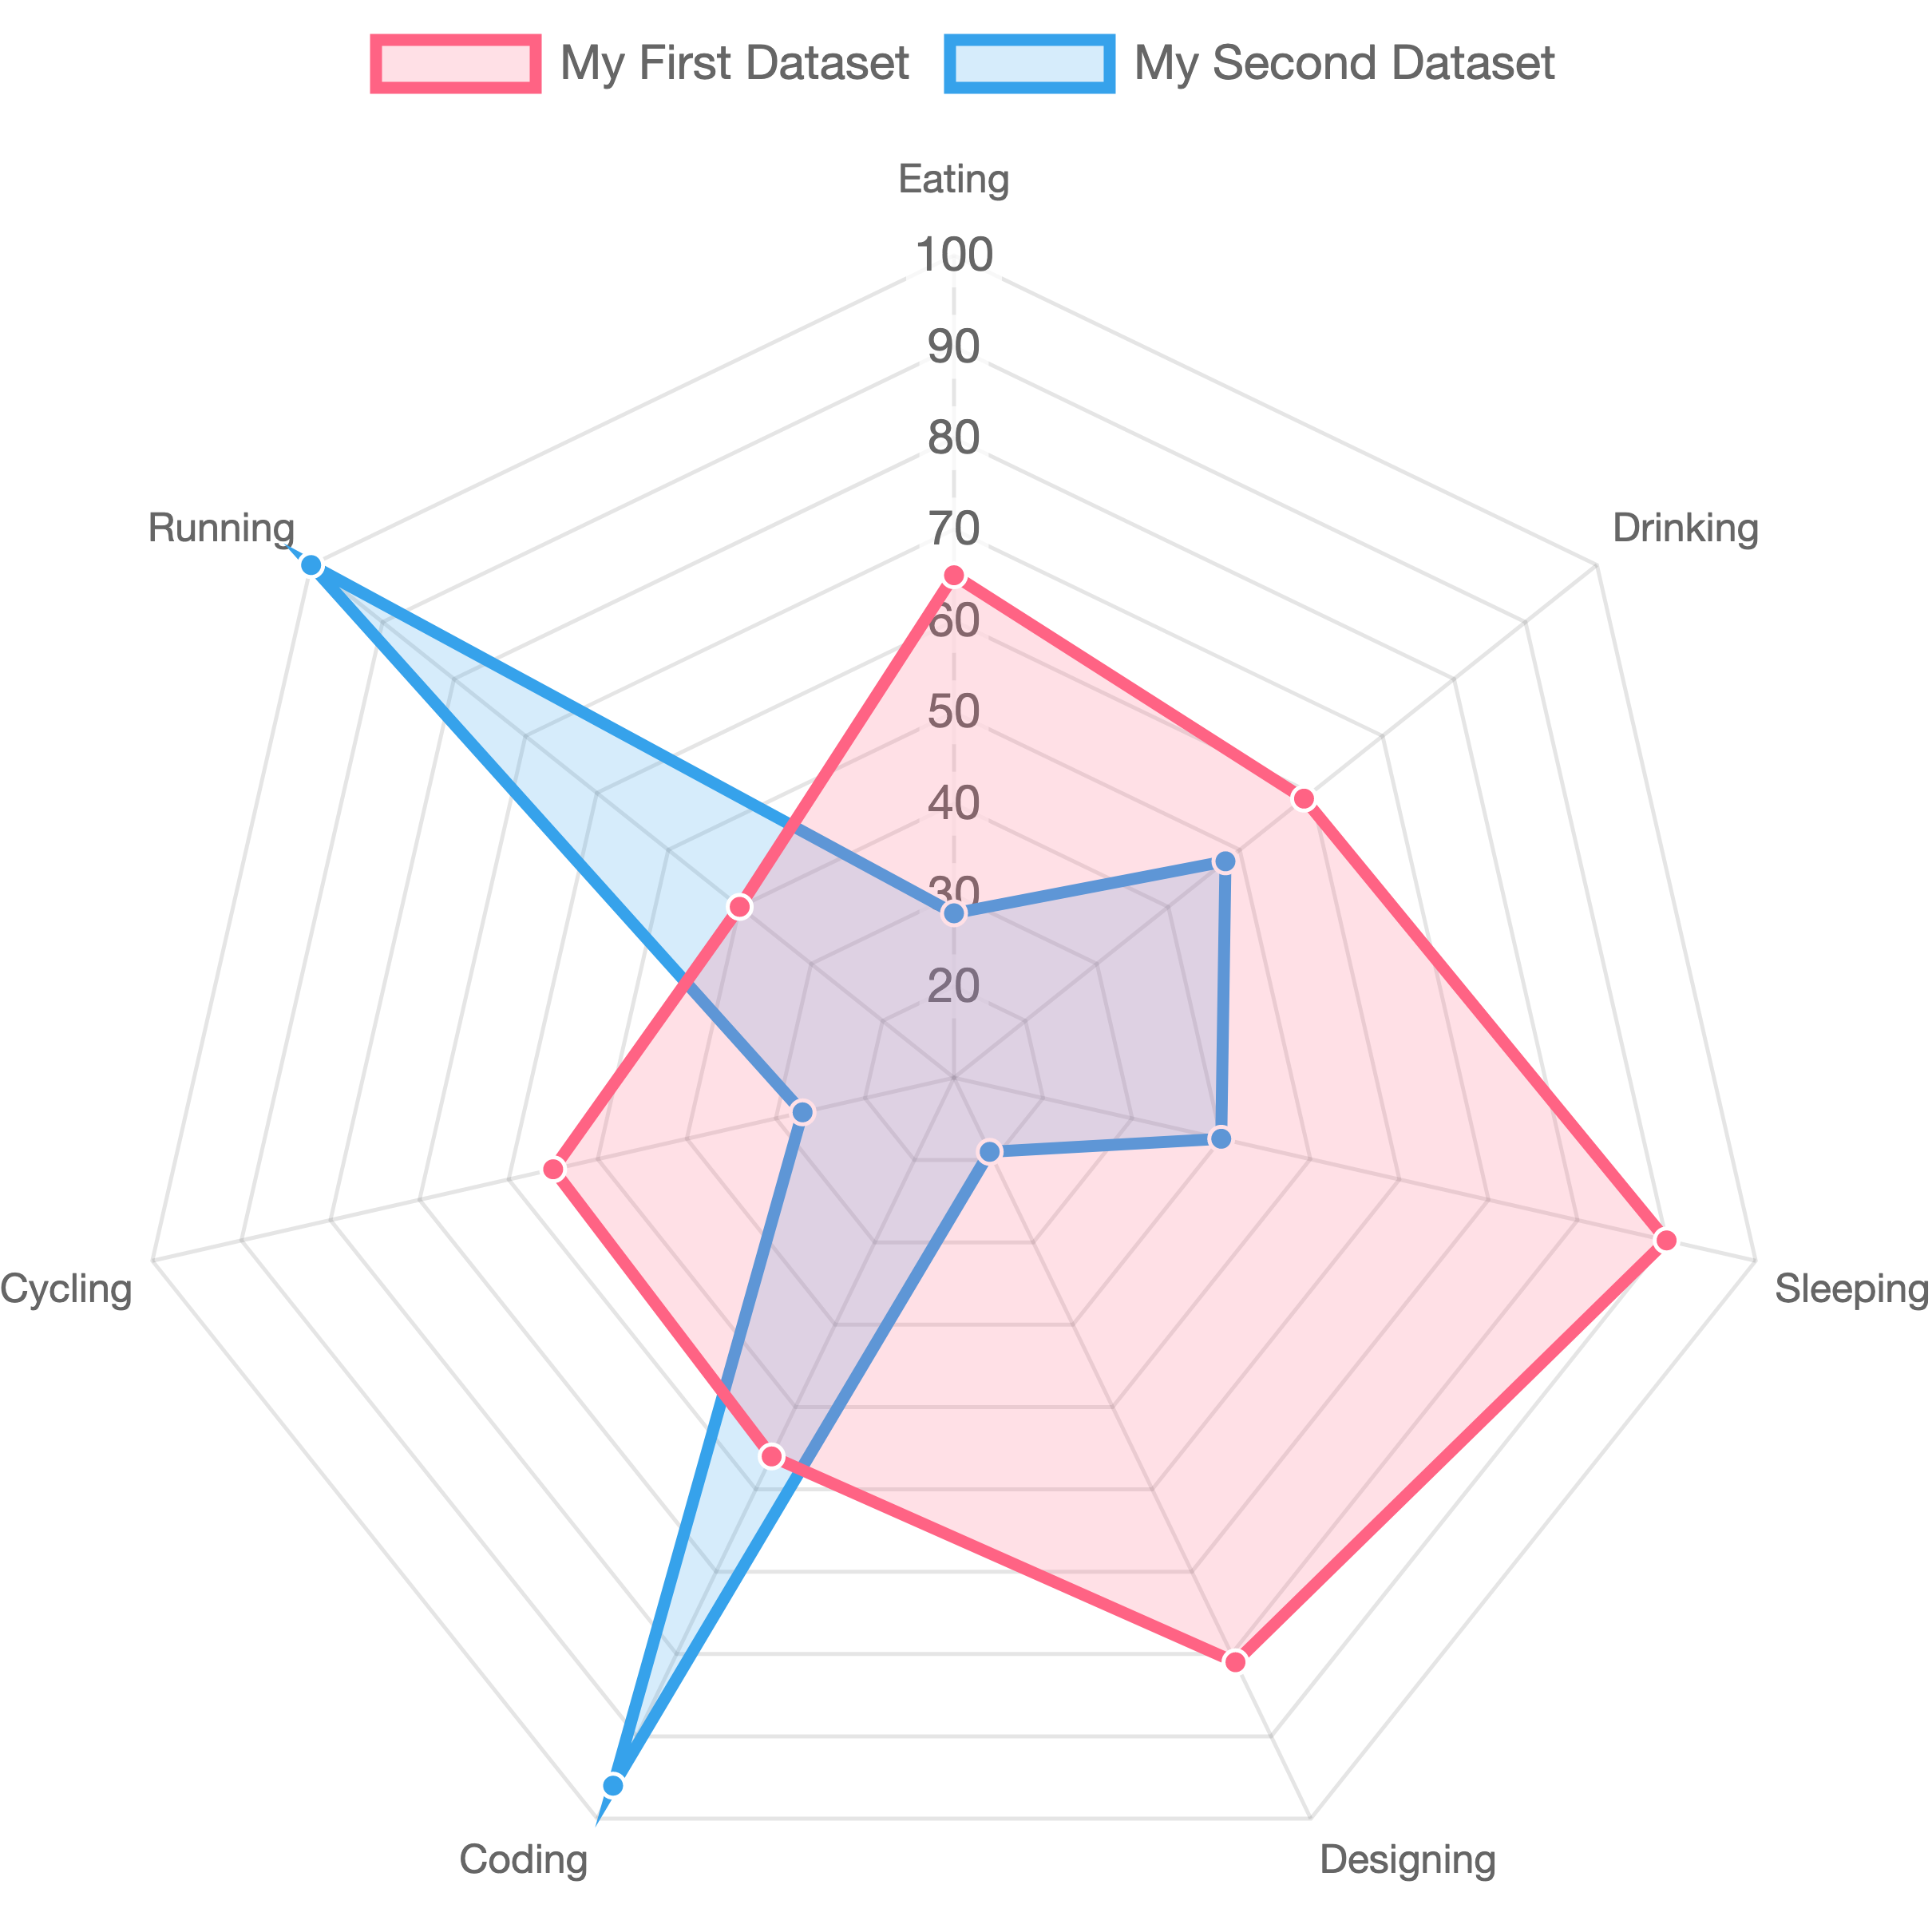 My First Dataset My Second Dataset
Eating
100
90
80
70
60
50
40
30
20
Running
Drinking
Cycling
Sleeping
Coding
Designing